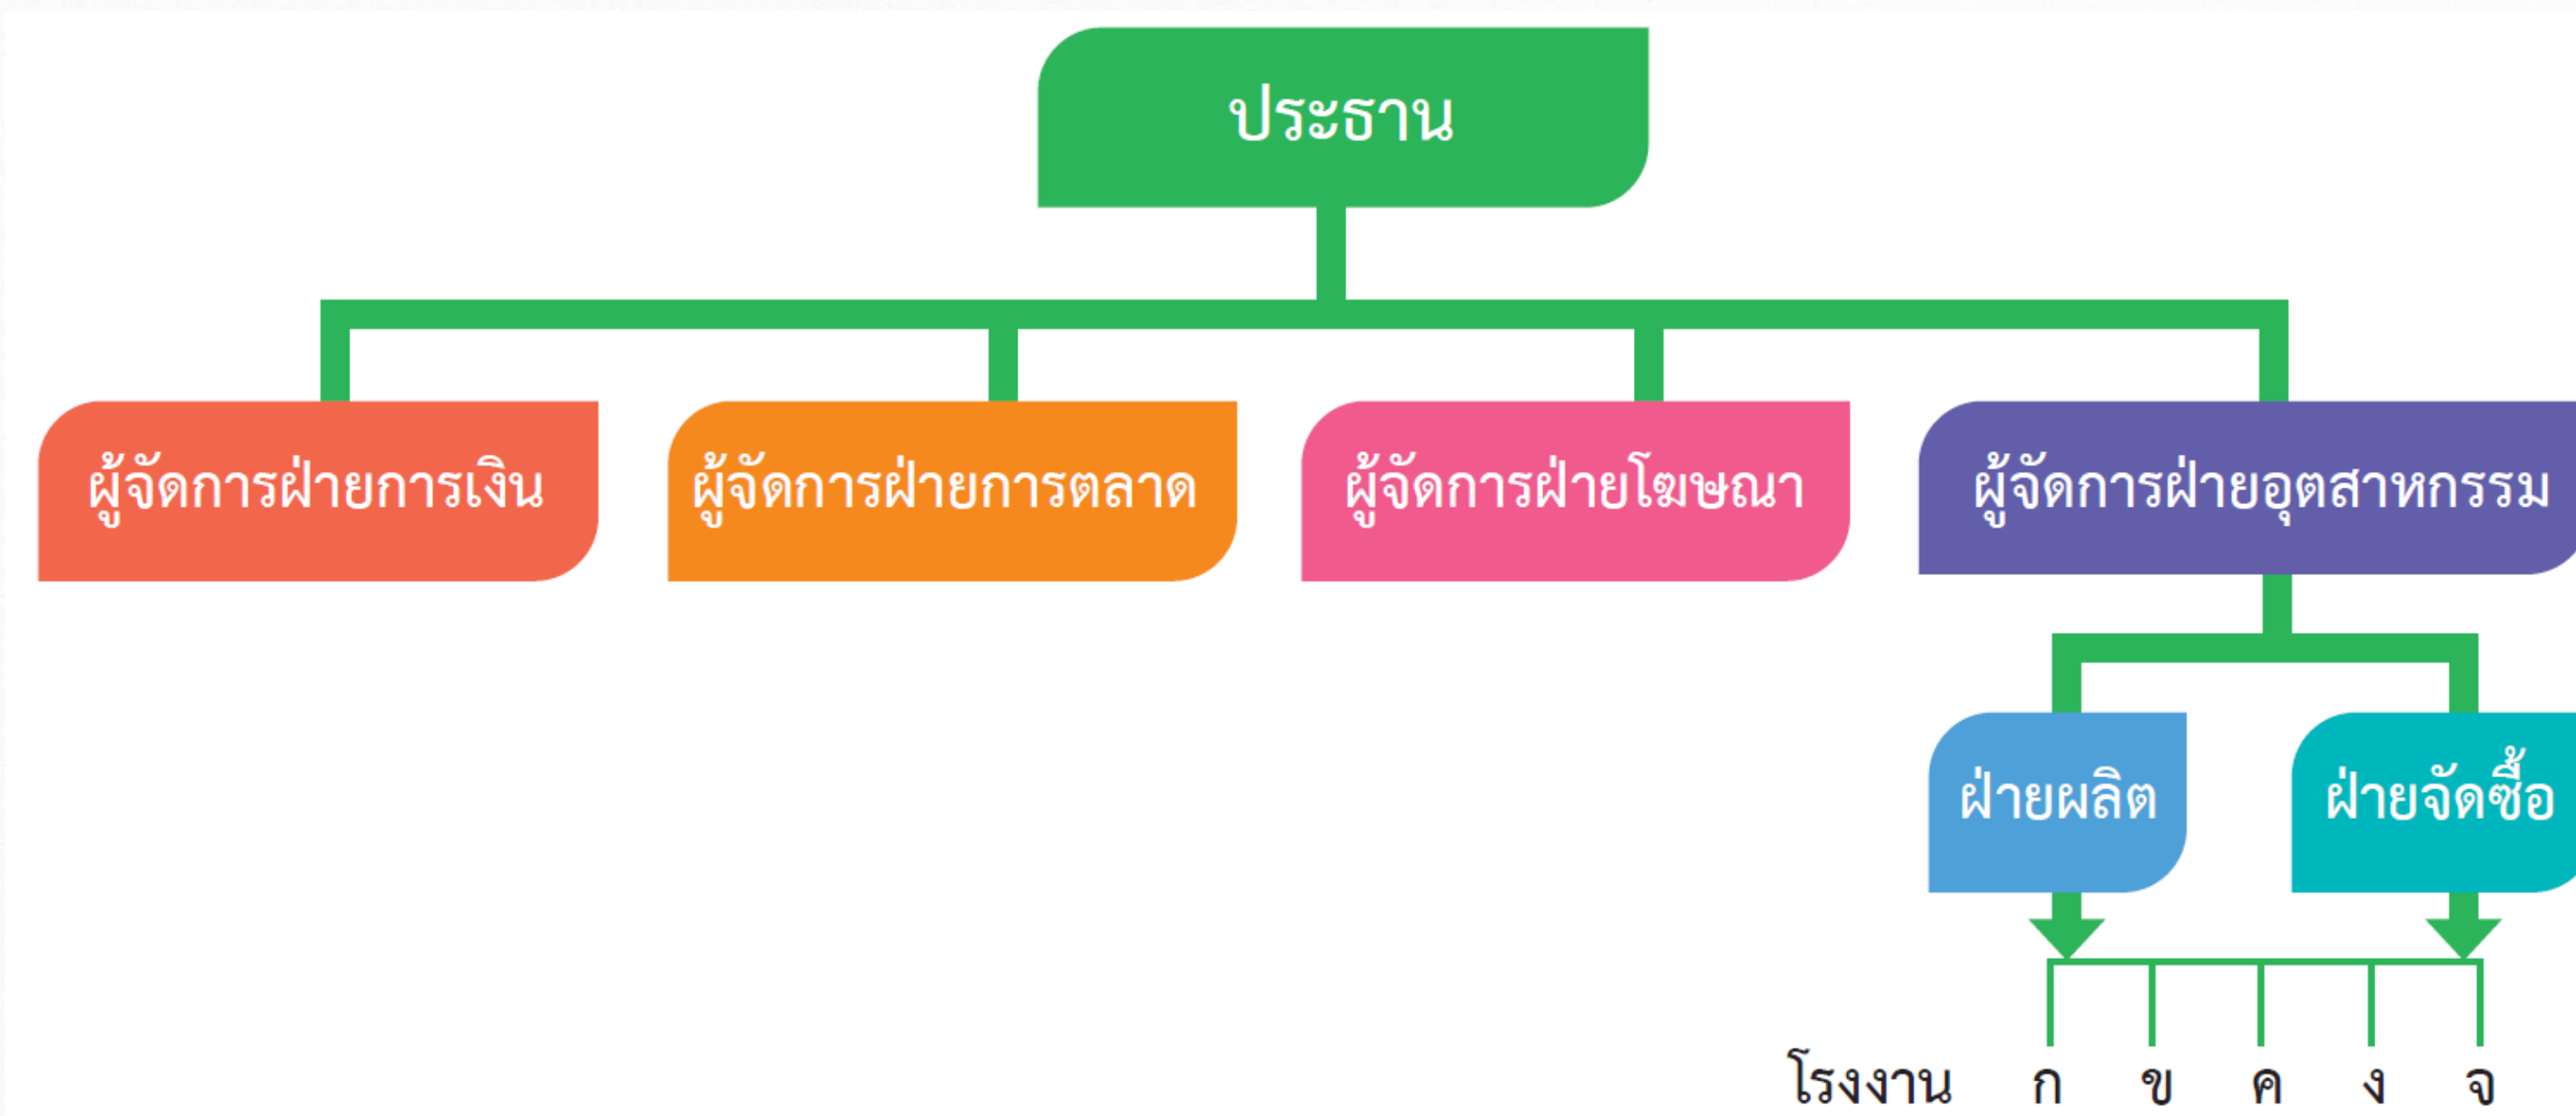 ประธาน
ผู้จัดการฝ่ายการเงิน
ผู้จัดการฝ่ายการตลาด
ผู้จัดการฝ่ายโฆษณา
ผู้จัดการฝ่ายอุตสาหกรรม
ฝ่ายผลิต
ฝ่ายจัดซื้อ
โรงงาน ก ข ค ง จ